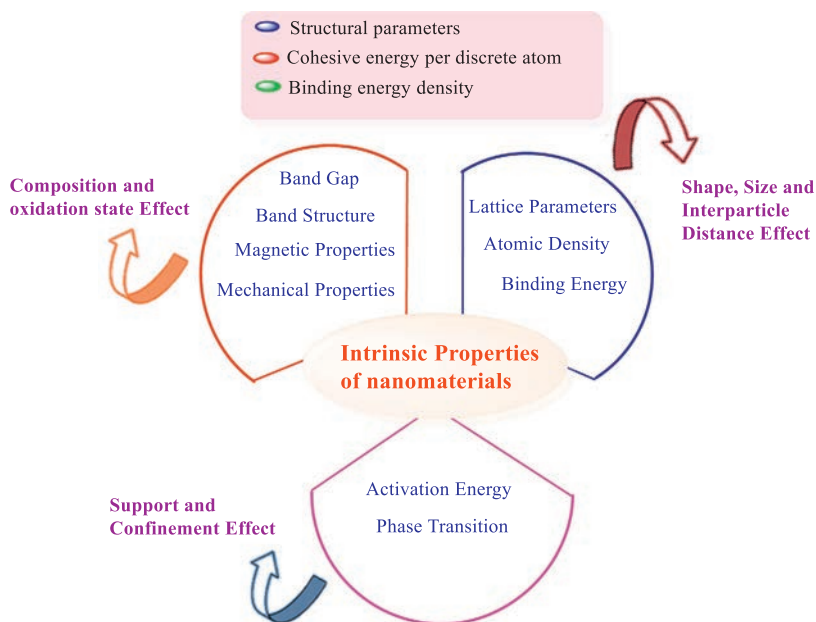 Structural parameters
Cohesive energy per discrete atom
Binding energy density
Composition and
oxidation state Effect
Band Gap
Band Structure
Magnetic Properties
Mechanical Properties
Lattice Parameters
Atomic Density
Binding Energy
Shape, Size and
Interparticle
Distance Effect
Intrinsic Properties
of nanomaterials
Activation Energy
Phase Transition
Support and
Confinement Effect